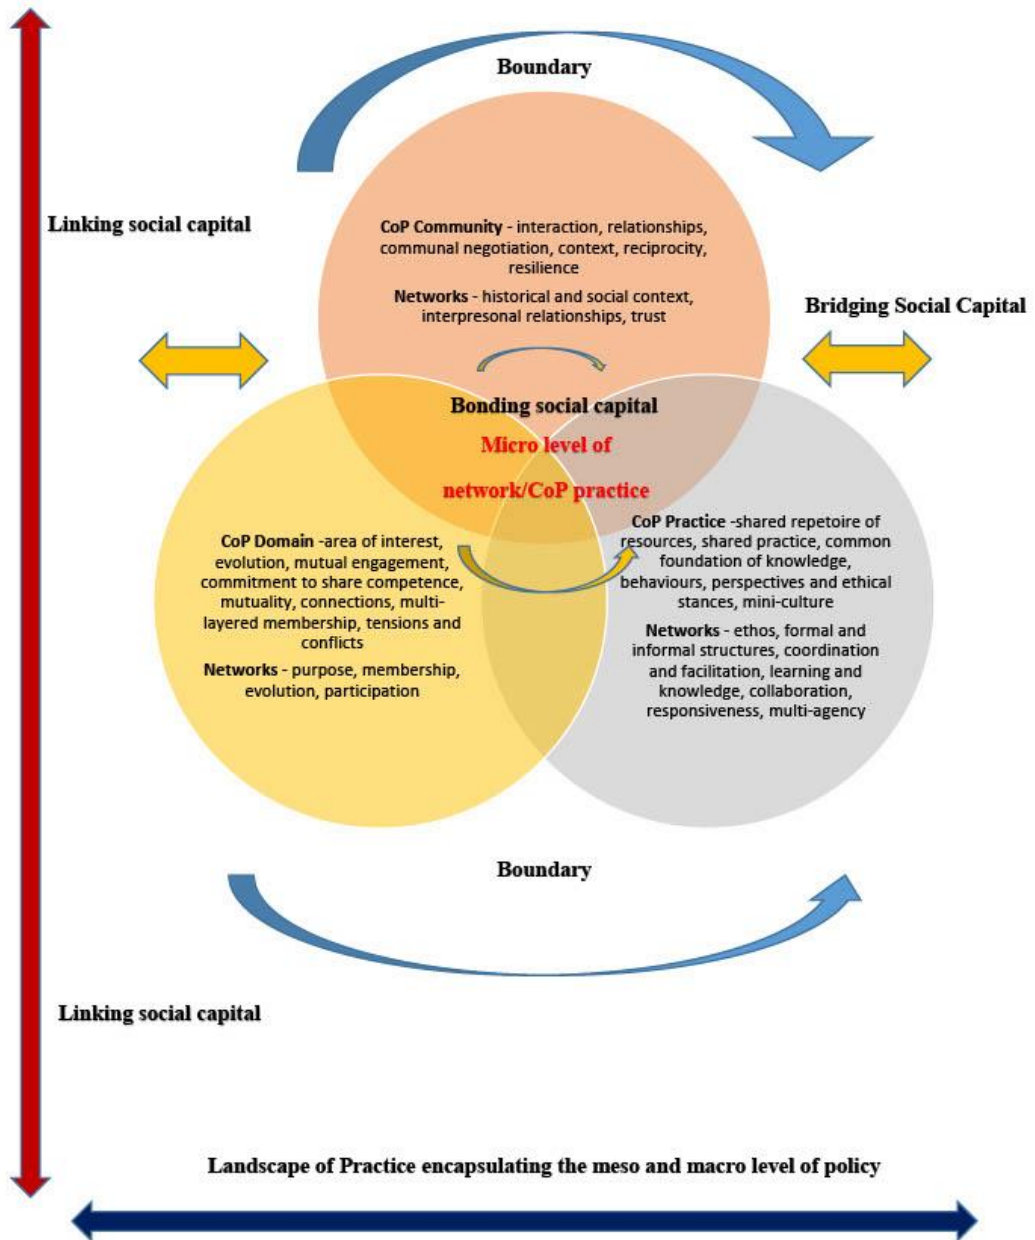 Boundary
Linking social capital
CoP Community - interaction, relationships,
communal negotiation, context, reciprocity,
resilience
Networks - historical and social context,
interpresonal relationships, trust
Bridging Social Capital
Bonding social capital
Micro level of
network/CoP practice
CoP Domain -area of interest,
evolution, mutual engagement,
commitment to share competence,
mutuality, connections, multi-
layered membership, tensions and
conflicts
Networks - purpose, membership,
evolution, participation
CoP Practice -shared repetoire of
resources, shared practice, common
foundation of knowledge,
behaviours, perspectives and ethical
stances, mini-culture
Networks - ethos, formal and
informal structures, coordination
and facilitation, learning and
knowledge, collaboration,
responsiveness, multi-agency
Boundary
Linking social capital
Landscape of Practice encapsulating the meso and macro level of policy